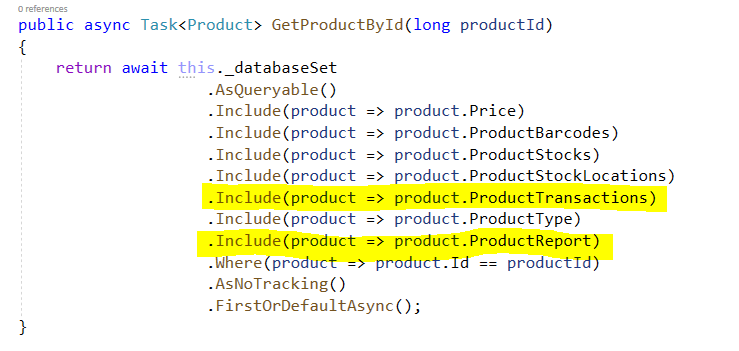 0 references
public async Task<Product> GetProductById(long productId)
{
return await this._databaseSet
.AsQueryable()
.Include(product => product.Price)
.Include(product => product.ProductBarcodes)
.Include(product => product.ProductStocks)
.Include(product => product.ProductStockLocations)
.Include(product => product.ProductTransactions)
.Include(product => product.ProductType)
.Include(product => product.ProductReport)
.Where(product => product.Id == productId)
.AsNoTracking()
.FirstOrDefaultAsync();
}